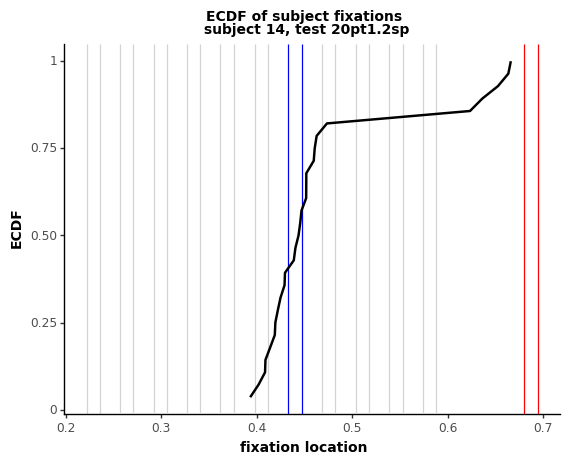 ECDF of subject fixations
subject 14, test 20pt1.2sp
ECDF
1
0.75
0.50
0.25
0
0.2 0.3 0.4 0.5 0.6 0.7
fixation location